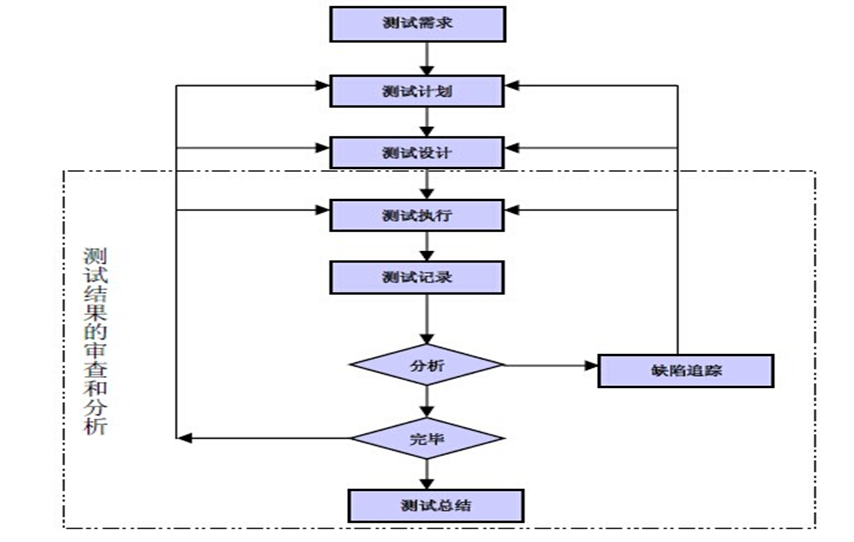 测试需求
测试计划
测试设计
测试执行
测试记录
分析
缺陷追踪
完毕
测试总结
测试结果的审查和分析